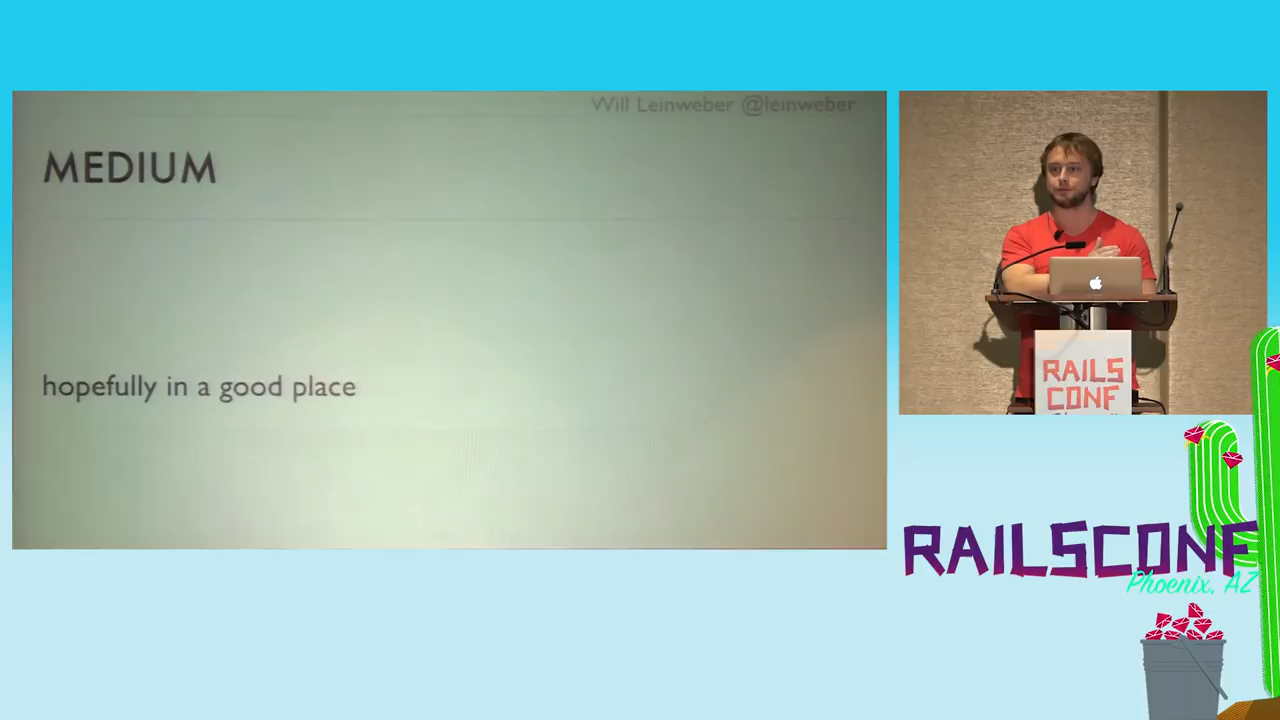 Will Leinweber @leinweber
MEDIUM
hopefully in a good place
RAILS
CONF
RAILSCONF
Phoenix, AZ